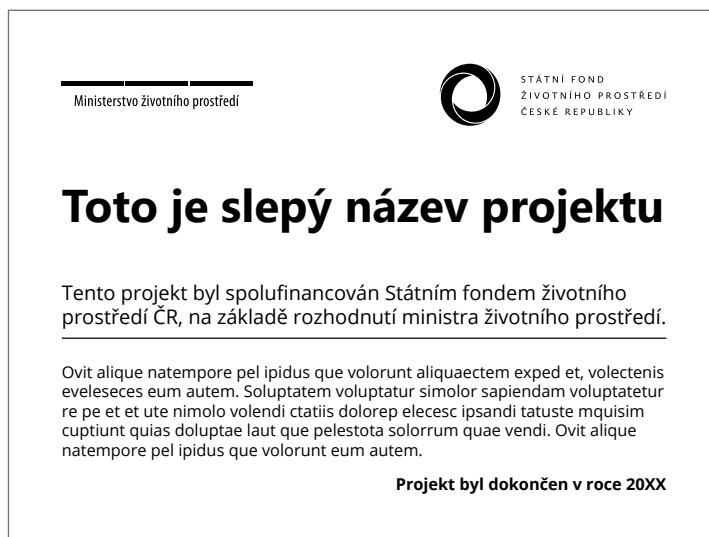 Ministerstvo životního prostředí
STÁTNÍ FOND
ŽIVOTNÍHO PROSTŘEDÍ
ČESKÉ REPUBLIKY
Toto je slepý název projektu
Tento projekt byl spolufinancován Státním fondem životního
prostředí ČR, na základě rozhodnutí ministra životního prostředí.
Ovit alique natempore pel ipidus que volorunt aliquaectem exped et, volectenis
eveleseces eum autem. Soluptatem voluptatur simolor sapiendam voluptatetur
re pe et et ute nimolo volendi ctatiis dolorep elecesc ipsandi tatuste mquisim
cuptiunt quias doluptae laut que pelestota solorrum quae vendi. Ovit alique
natempore pel ipidus que volorunt eum autem.
Projekt byl dokončen v roce 20XX